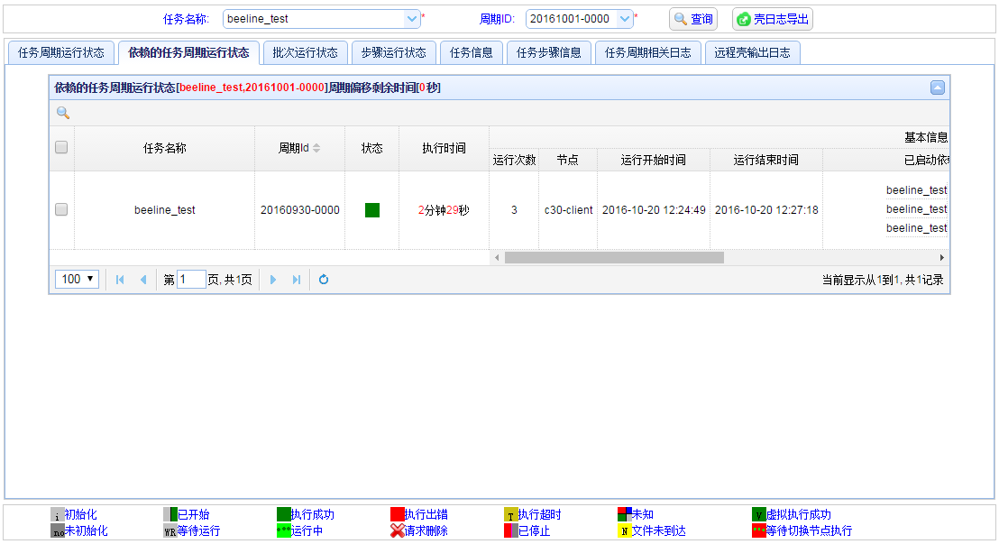 任务名称: beeline_test * 周期ID: 20161001-0000 * 查询 壳日志导出
任务周期运行状态 依赖的任务周期运行状态 批次运行状态 步骤运行状态 任务信息 任务步骤信息 任务周期相关日志 远程壳输出日志
依赖的任务周期运行状态[beeline_test,20161001-0000]周期偏移剩余时间[0秒]
任务名称 周期Id 状态 执行时间 基本信息
运行次数 节点 运行开始时间 运行结束时间 已启动依
beeline_test
beeline_test 20160930-0000 2分钟29秒 3 c30-client 2016-10-20 12:24:49 2016-10-20 12:27:18 beeline_test
beeline_test
100 第 1 页, 共1页 当前显示从1到1, 共1记录
i 初始化 已开始 执行成功 执行出错 T 执行超时 未知 V 虚拟执行成功
no 未初始化 WR 等待运行 运行中 请求删除 已停止 N 文件未到达 等待切换节点执行